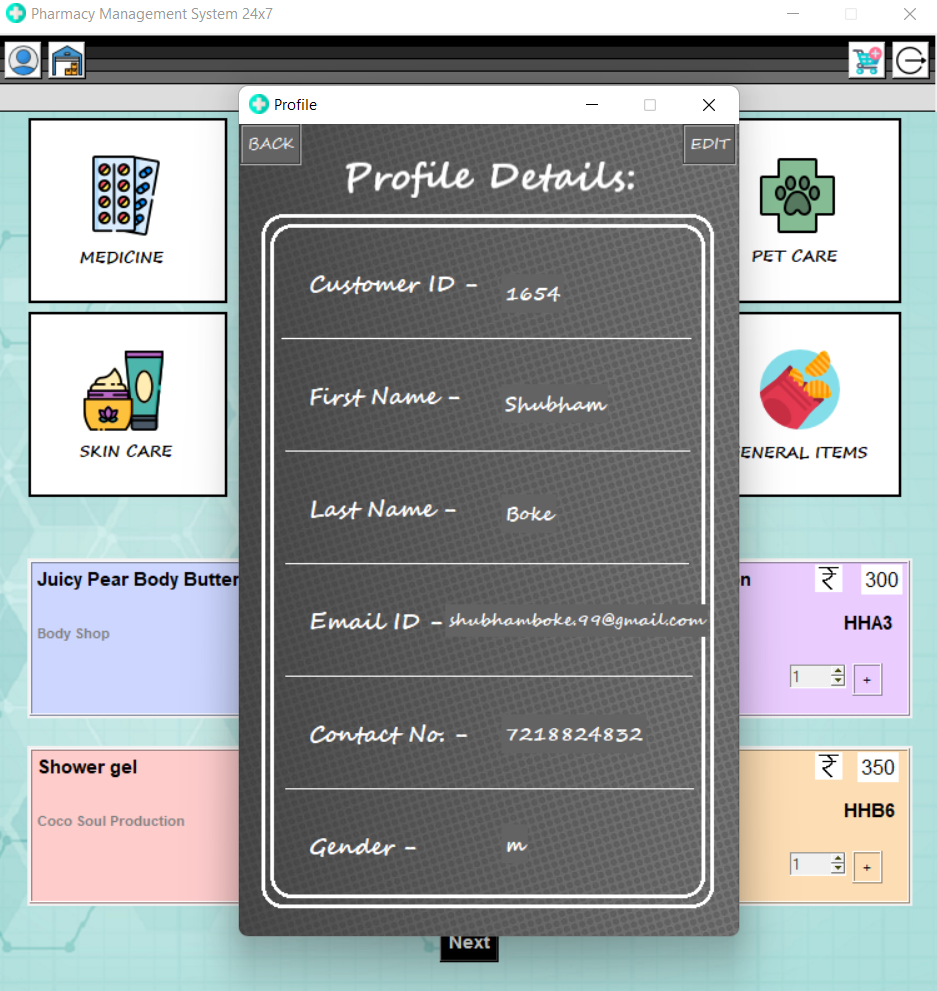 Pharmacy Management System 24x7
Profile
BACK
EDIT
Profile Details:
MEDICINE
PET CARE
Customer ID - 1654
First Name - Shubham
SKIN CARE
ENERAL ITEMS
Last Name - Boke
Juicy Pear Body Butter
n ₹ 300
Body Shop
HHA3
Email ID - shubhamboke.99@gmail.com
1 +
Contact No. - 7218824832
Shower gel
₹ 350
Coco Soul Production
HHB6
Gender - m
1 +
Next